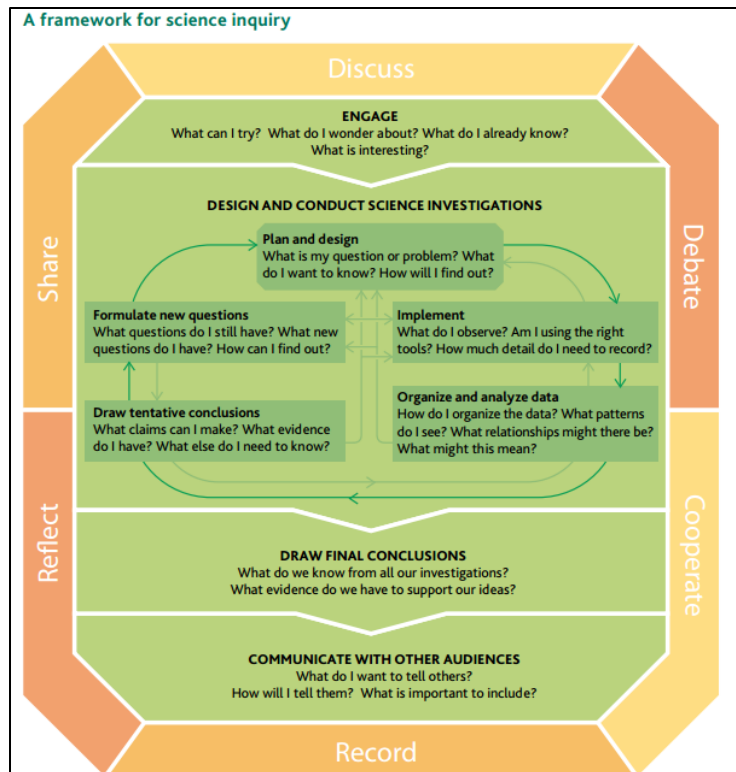 A framework for science inquiry
Discuss
ENGAGE
What can I try? What do I wonder about? What do I already know?
What is interesting?
DESIGN AND CONDUCT SCIENCE INVESTIGATIONS
Plan and design
What is my question or problem? What
do I want to know? How will I find out?
Formulate new questions
What questions do I still have? What new
questions do I have? How can I find out?
Implement
What do I observe? Am I using the right
tools? How much detail do I need to record?
Draw tentative conclusions
What claims can I make? What evidence
do I have? What else do I need to know?
Organize and analyze data
How do I organize the data? What patterns
do I see? What relationships might there be?
What might this mean?
DRAW FINAL CONCLUSIONS
What do we know from all our investigations?
What evidence do we have to support our ideas?
COMMUNICATE WITH OTHER AUDIENCES
What do I want to tell others?
How will I tell them? What is important to include?
Share
Debate
Reflect
Cooperate
Record